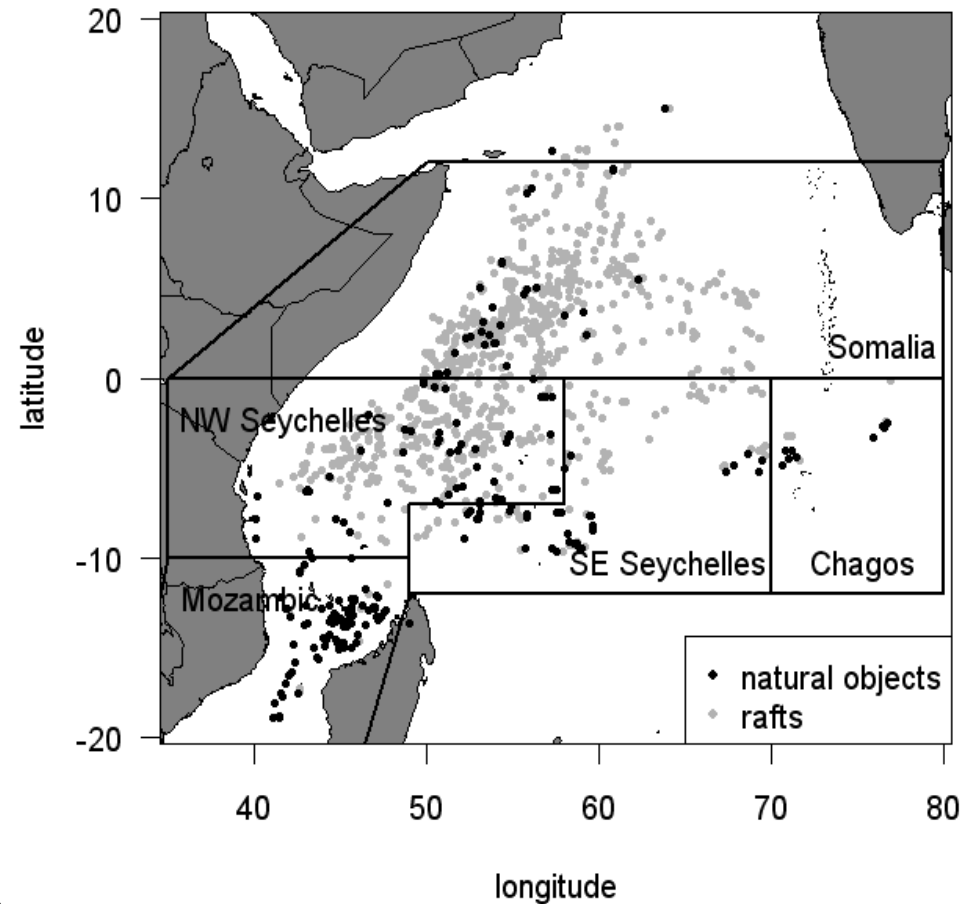 20
10
0
-10
-20
latitude
Somalia
NW Seychelles
SE Seychelles
Chagos
Mozambic.
natural objects
rafts
40
50
60
70
80
longitude